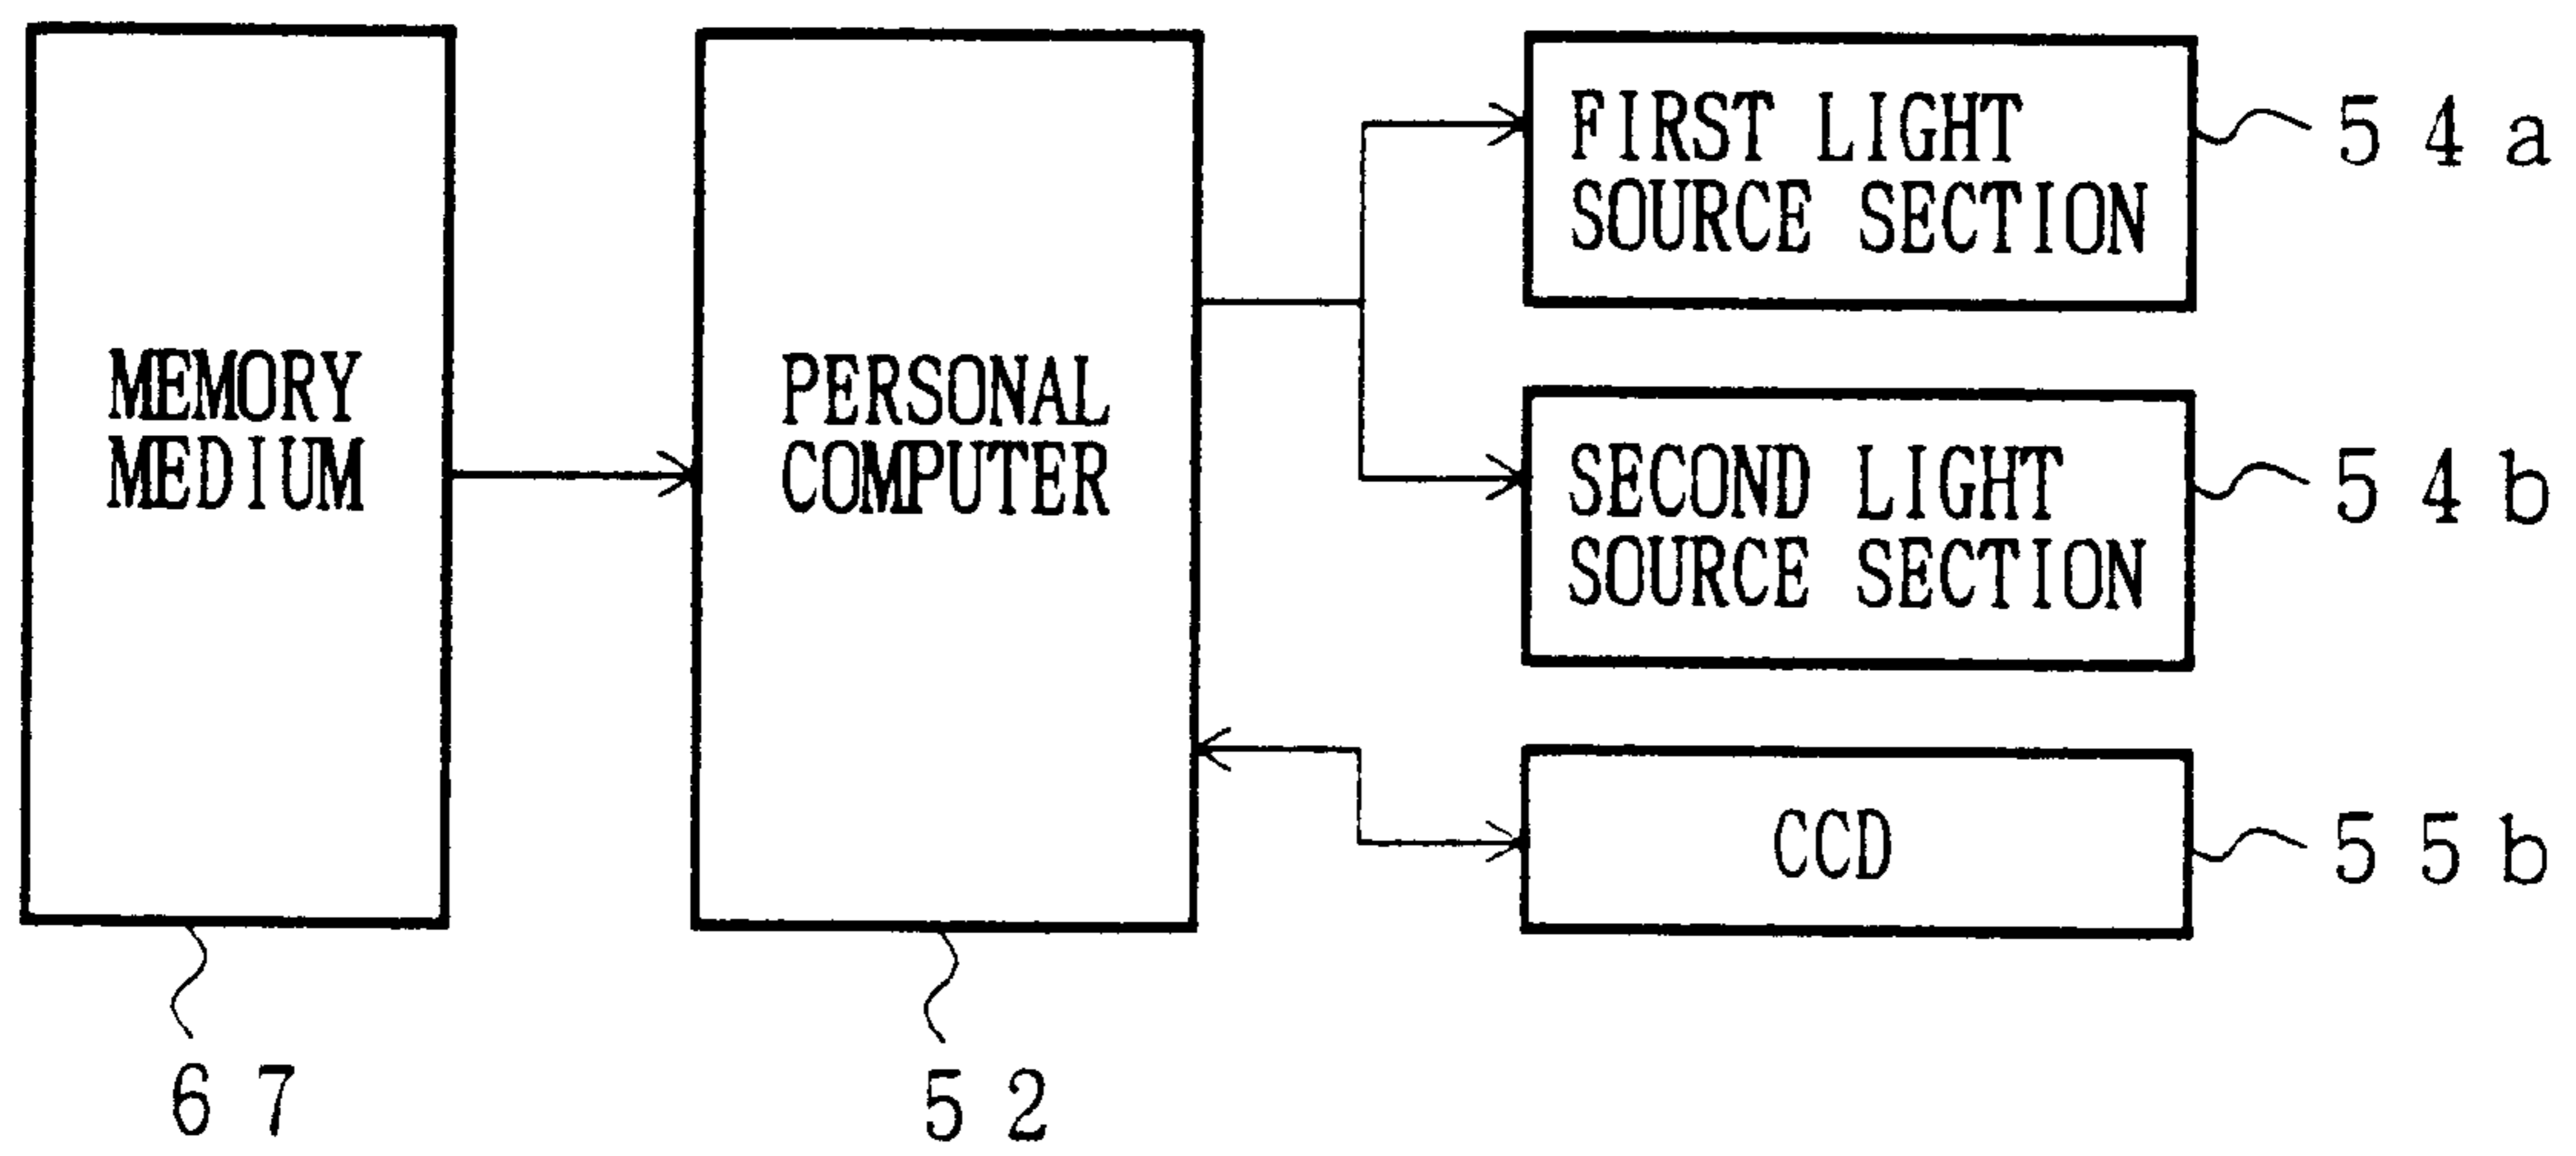 MEMORY
MEDIUM
67
PERSONAL
COMPUTER
52
FIRST LIGHT
SOURCE SECTION
54a
SECOND LIGHT
SOURCE SECTION
54b
CCD
55b